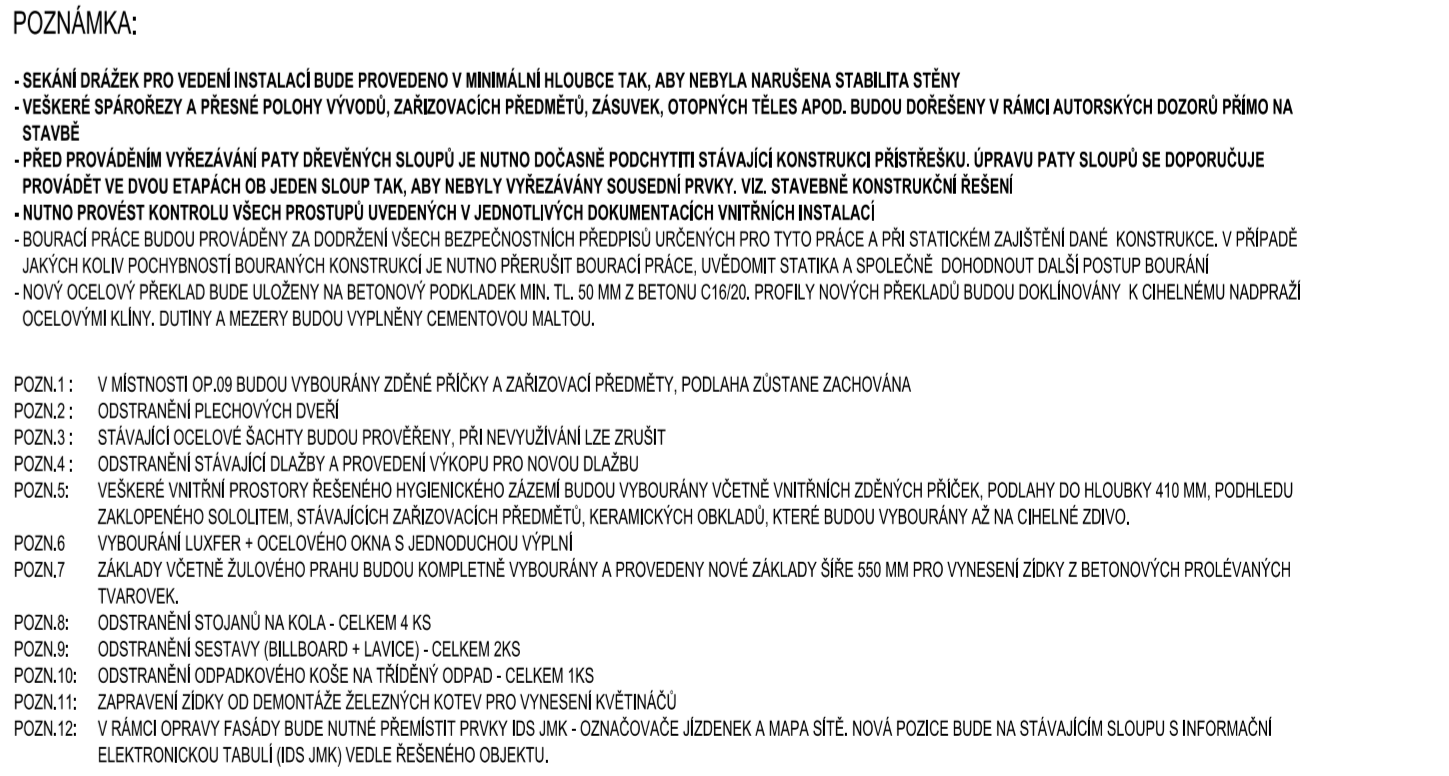 POZNÁMKA:
- SEKÁNÍ DRÁŽEK PRO VEDENÍ INSTALACÍ BUDE PROVEDENO V MINIMÁLNÍ HLOUBCE TAK, ABY NEBYLA NARUŠENA STABILITA STĚNY
- VEŠKERÉ SPÁROŘEZY A PŘESNÉ POLOHY VÝVODŮ, ZAŘIZOVACÍCH PŘEDMĚTŮ, ZÁSUVEK, OTOPNÝCH TĚLES APOD. BUDOU DOŘEŠENY V RÁMCI AUTORSKÝCH DOZORŮ PŘÍMO NA
STAVBĚ
- PŘED PROVÁDĚNÍM VYŘEZÁVÁNÍ PATY DŘEVĚNÝCH SLOUPŮ JE NUTNO DOČASNĚ PODCHYTITI STÁVAJÍCÍ KONSTRUKCI PŘÍSTŘEŠKU. ÚPRAVU PATY SLOUPŮ SE DOPORUČUJE
PROVÁDĚT VE DVOU ETAPÁCH OB JEDEN SLOUP TAK, ABY NEBYLY VYŘEZÁVÁNY SOUSEDNÍ PRVKY. VIZ. STAVEBNĚ KONSTRUKČNÍ ŘEŠENÍ
- NUTNO PROVÉST KONTROLU VŠECH PROSTUPŮ UVEDENÝCH V JEDNOTLIVÝCH DOKUMENTACÍCH VNITŘNÍCH INSTALACÍ
- BOURACÍ PRÁCE BUDOU PROVÁDĚNY ZA DODRŽENÍ VŠECH BEZPEČNOSTNÍCH PŘEDPISŮ URČENÝCH PRO TYTO PRÁCE A PŘI STATICKÉM ZAJIŠTĚNÍ DANÉ KONSTRUKCE. V PŘÍPADĚ
JAKÝCH KOLIV POCHYBNOSTÍ BOURANÝCH KONSTRUKCÍ JE NUTNO PŘERUŠIT BOURACÍ PRÁCE, UVĚDOMIT STATIKA A SPOLEČNĚ DOHODNOUT DALŠÍ POSTUP BOURÁNÍ
- NOVÝ OCELOVÝ PŘEKLAD BUDE ULOŽENY NA BETONOVÝ PODKLADEK MIN. TL. 50 MM Z BETONU C16/20. PROFILY NOVÝCH PŘEKLADŮ BUDOU DOKLÍNOVÁNY K CIHELNÉMU NADPRAŽÍ
OCELOVÝMI KLÍNY. DUTINY A MEZERY BUDOU VYPLNĚNY CEMENTOVOU MALTOU.
POZN.1 : V MÍSTNOSTI OP.09 BUDOU VYBOURÁNY ZDĚNÉ PŘÍČKY A ZAŘIZOVACÍ PŘEDMĚTY, PODLAHA ZŮSTANE ZACHOVÁNA
POZN.2 : ODSTRANĚNÍ PLECHOVÝCH DVEŘÍ
POZN.3 : STÁVAJÍCÍ OCELOVÉ ŠACHTY BUDOU PROVĚŘENY, PŘI NEVYUŽÍVÁNÍ LZE ZRUŠIT
POZN.4 : ODSTRANĚNÍ STÁVAJÍCÍ DLAŽBY A PROVEDENÍ VÝKOPU PRO NOVOU DLAŽBU
POZN.5: VEŠKERÉ VNITŘNÍ PROSTORY ŘEŠENÉHO HYGIENICKÉHO ZÁZEMÍ BUDOU VYBOURÁNY VČETNĚ VNITŘNÍCH ZDĚNÝCH PŘÍČEK, PODLAHY DO HLOUBKY 410 MM, PODHLEDU
ZAKLOPENÉHO SOLOLITEM, STÁVAJÍCÍCH ZAŘIZOVACÍCH PŘEDMĚTŮ, KERAMICKÝCH OBKLADŮ, KTERÉ BUDOU VYBOURÁNY AŽ NA CIHELNÉ ZDIVO.
POZN.6 VYBOURÁNÍ LUXFER + OCELOVÉHO OKNA S JEDNODUCHOU VÝPLNÍ
POZN.7 ZÁKLADY VČETNĚ ŽULOVÉHO PRAHU BUDOU KOMPLETNĚ VYBOURÁNY A PROVEDENY NOVÉ ZÁKLADY ŠÍŘE 550 MM PRO VYNESENÍ ZÍDKY Z BETONOVÝCH PROLÉVANÝCH
TVAROVEK.
POZN.8: ODSTRANĚNÍ STOJANŮ NA KOLA - CELKEM 4 KS
POZN.9: ODSTRANĚNÍ SESTAVY (BILLBOARD + LAVICE) - CELKEM 2KS
POZN.10: ODSTRANĚNÍ ODPADKOVÉHO KOŠE NA TŘÍDĚNÝ ODPAD - CELKEM 1KS
POZN.11: ZAPRAVENÍ ZÍDKY OD DEMONTÁŽE ŽELEZNÝCH KOTEV PRO VYNESENÍ KVĚTINÁČŮ
POZN.12: V RÁMCI OPRAVY FASÁDY BUDE NUTNÉ PŘEMÍSTIT PRVKY IDS JMK - OZNAČOVAČE JÍZDENEK A MAPA SÍTĚ. NOVÁ POZICE BUDE NA STÁVAJÍCÍM SLOUPU S INFORMAČNÍ
ELEKTRONICKOU TABULÍ (IDS JMK) VEDLE ŘEŠENÉHO OBJEKTU.